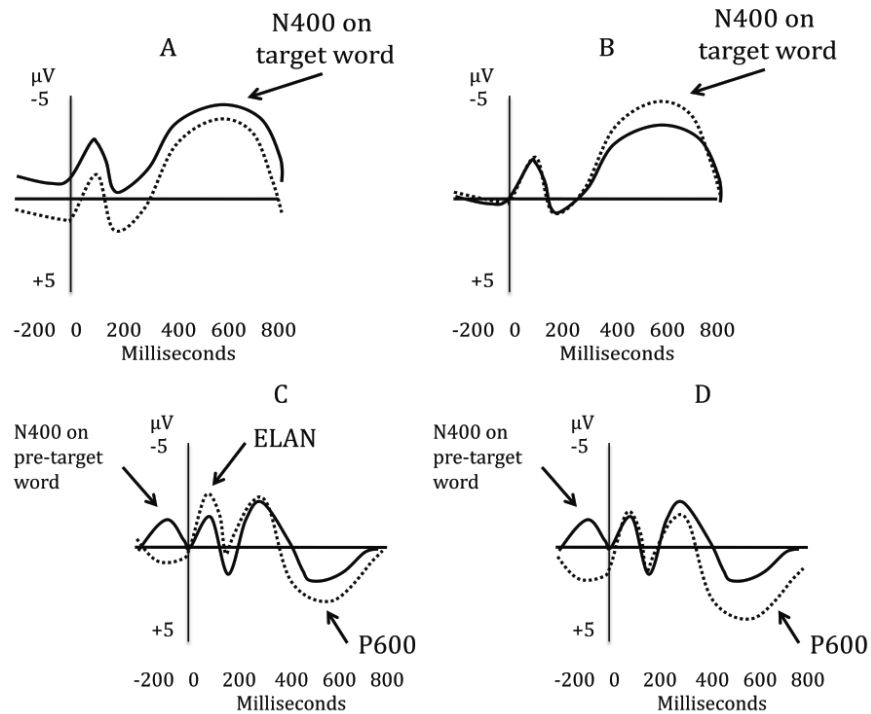 A
N400 on
target word
μV
-5
+5
-200 0 200 400 600 800
Milliseconds
B
N400 on
target word
μV
-5
+5
-200 0 200 400 600 800
Milliseconds
C
N400 on
pre-target
word
μV
-5
ELAN
+5
P600
-200 0 200 400 600 800
Milliseconds
D
N400 on
pre-target
word
μV
-5
+5
P600
-200 0 200 400 600 800
Milliseconds